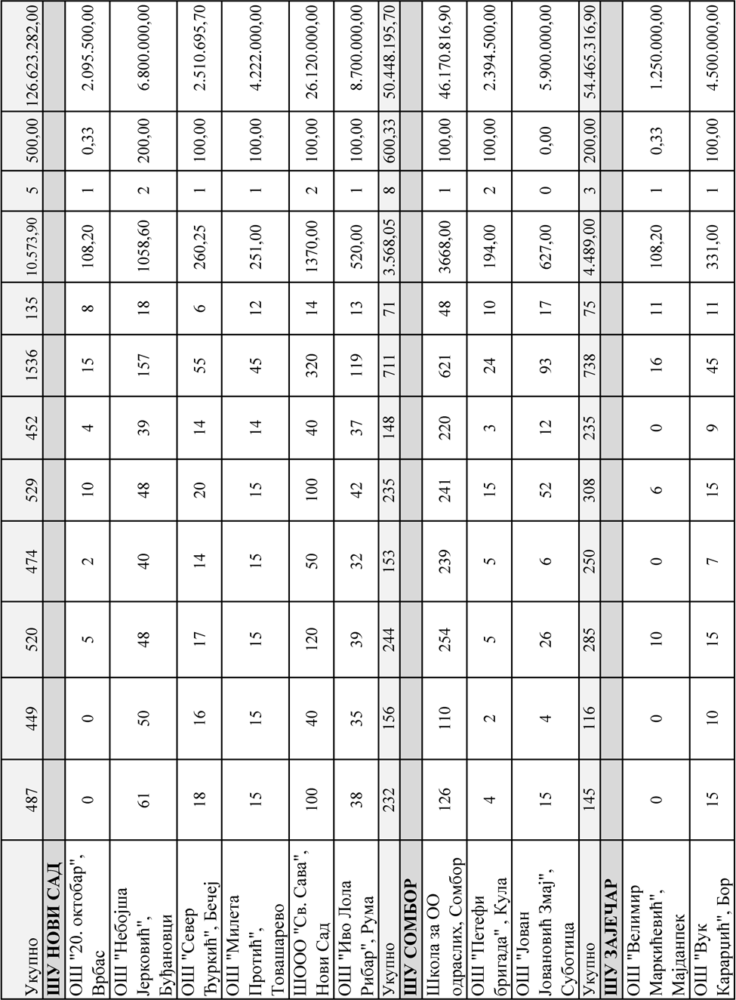 Укупно 487 449 520 474 529 452 1536 135 10.573,90 5 500,00 126.623.282,00
ШУ НОВИ САД
ОШ "20. октобар", 0 0 5 2 10 4 15 8 108,20 1 0,33 2.095.500,00
Врбас
ОШ "Небојша
Јерковић", 61 50 48 40 48 39 157 18 1058,60 2 200,00 6.800.000,00
Буђановци
ОШ "Север 18 16 17 14 20 14 55 6 260,25 1 100,00 2.510.695,70
Ђуркић", Бечеј
ОШ "Милета
Протић", 15 15 15 15 15 14 45 12 251,00 1 100,00 4.222.000,00
Товашарево
ШООО "Св. Сава", 100 40 120 50 100 40 320 14 1370,00 2 100,00 26.120.000,00
Нови Сад
ОШ "Иво Лола 38 35 39 32 42 37 119 13 520,00 1 100,00 8.700.000,00
Рибар", Рума
Укупно 232 156 244 153 235 148 711 71 3.568,05 8 600,33 50.448.195,70
ШУ СОМБОР
Школа за ОО 126 110 254 239 241 220 621 48 3668,00 1 100,00 46.170.816,90
одраслих, Сомбор
ОШ "Петефи 4 2 5 5 15 3 24 10 194,00 2 100,00 2.394.500,00
бригада" , Кула
ОШ "Јован
Јовановић Змај", 15 4 26 6 52 12 93 17 627,00 0 0,00 5.900.000,00
Суботица
Укупно 145 116 285 250 308 235 738 75 4.489,00 3 200,00 54.465.316,90
ШУ ЗАЈЕЧАР
ОШ "Велимир
Маркићевић", 0 0 10 0 6 0 16 11 108,20 1 0,33 1.250.000,00
Мајданпек
ОШ "Вук 15 10 15 7 15 9 45 11 331,00 1 100,00 4.500.000,00
Караџић", Бор